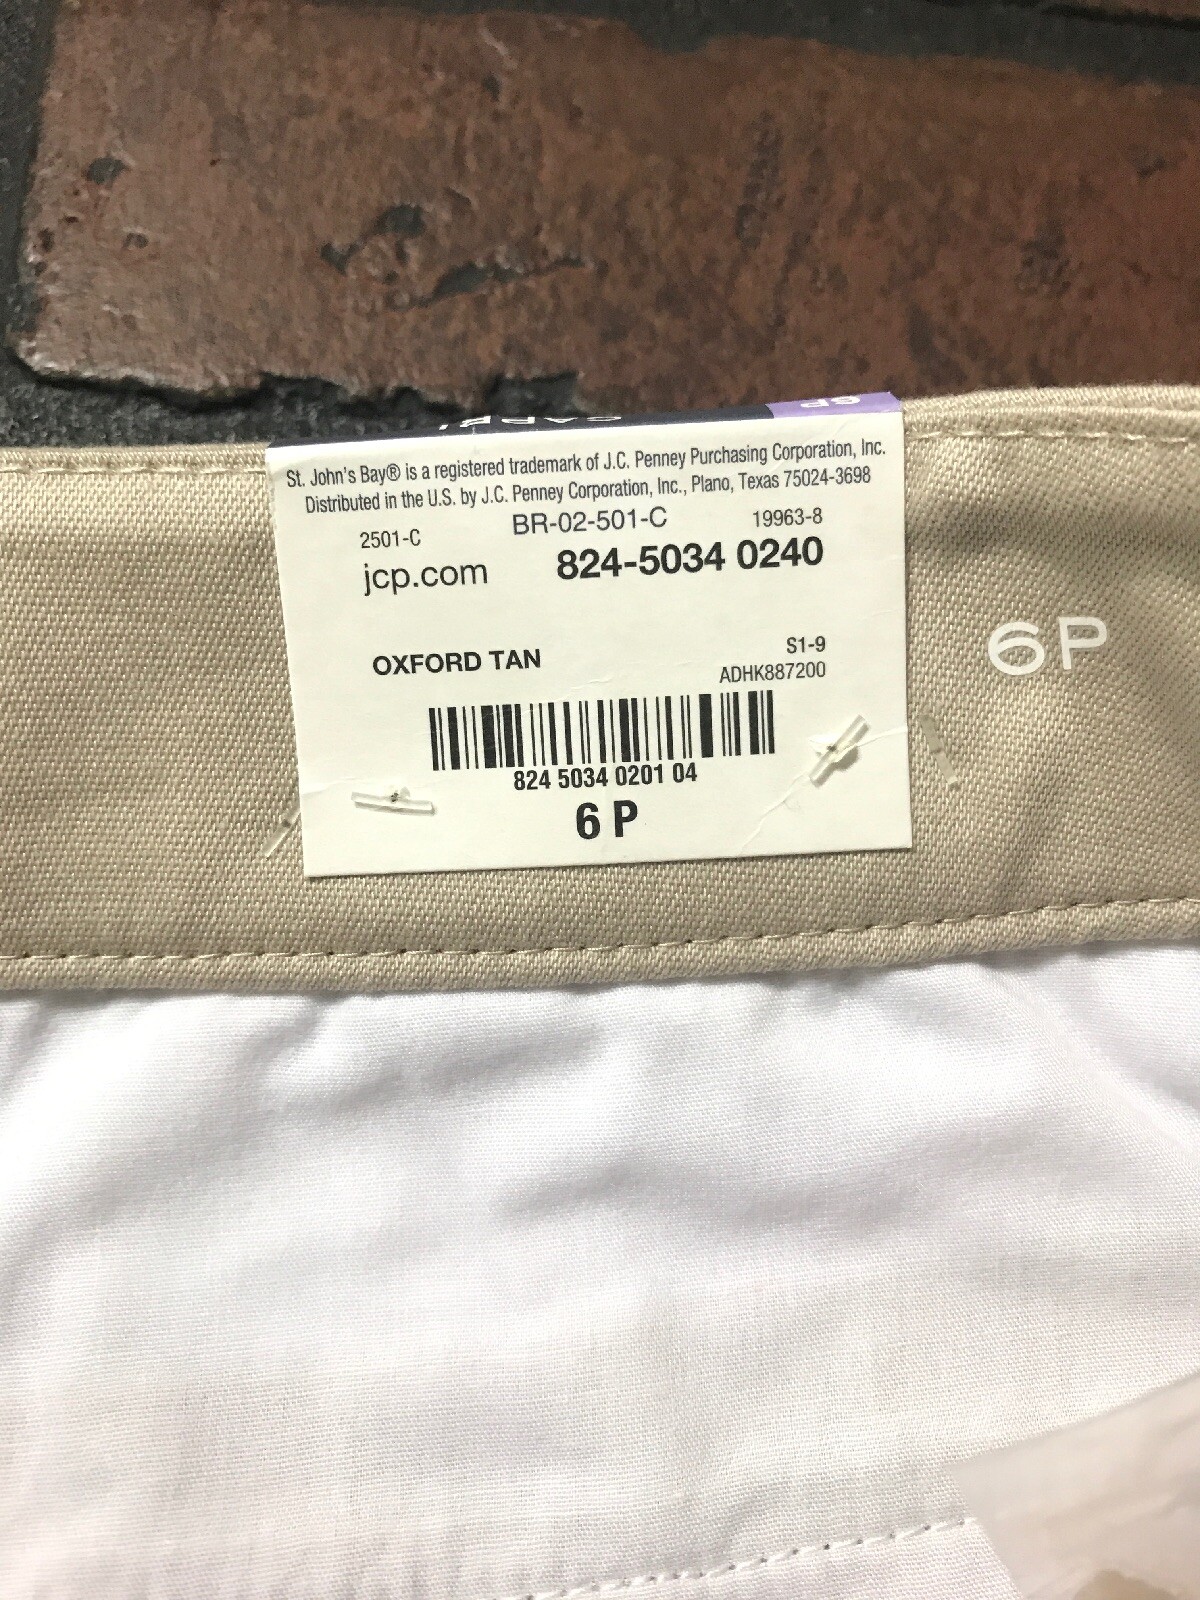 St. John's Bay® is a registered trademark of J.C. Penney Purchasing Corporation, Inc.
Distributed in the U.S. by J.C. Penney Corporation, Inc., Plano, Texas 75024-3698
2501-C BR-02-501-C 19963-8
jcp.com 824-5034 0240
OXFORD TAN S1-9
ADHK887200
824 5034 0201 04
6 P
6P
6P